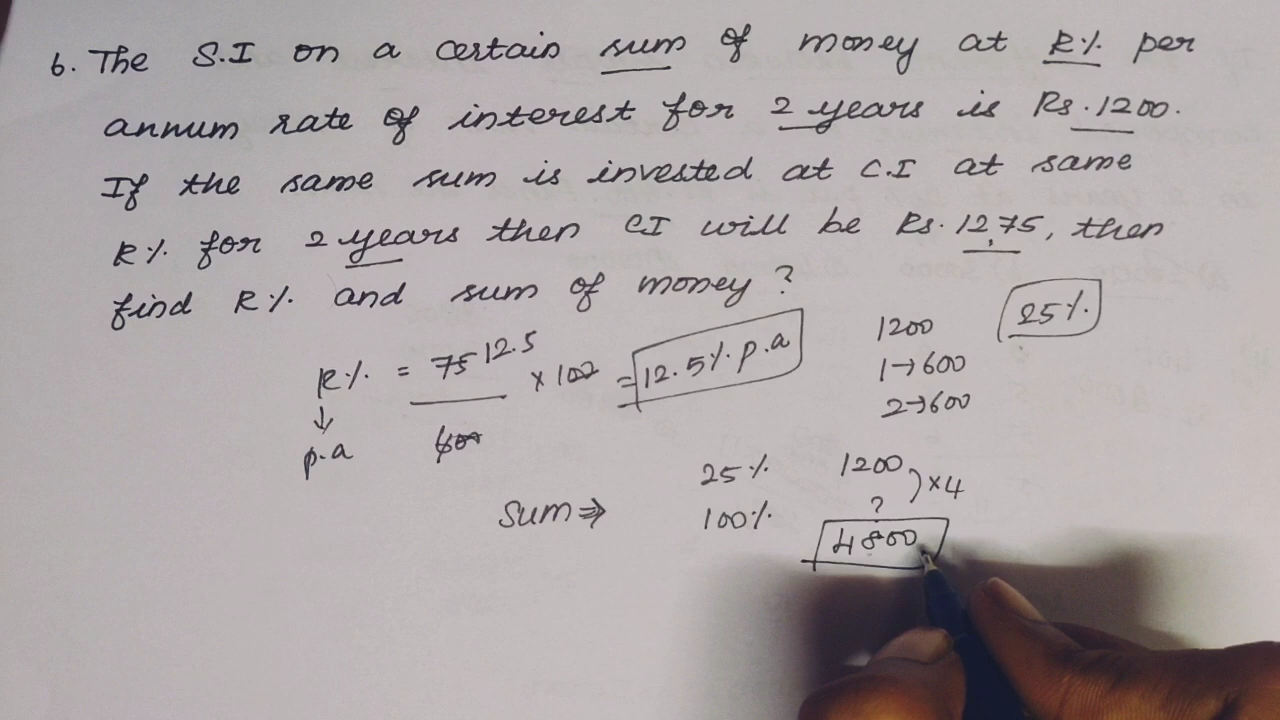 6. The S.I on a certain sum of money at R% per
annum rate of interest for 2 years is Rs.1200.
If the same sum is invested at C.I at same
R% for 2 years then CI will be Rs.1275, then
find R% and sum of money?
R% = 75 12.5 × 100 = 12.5% p.a
600
p.a
1200
1→600
2→600
25%
25% 1200
×4
Sum⇒ 100% ?
4800